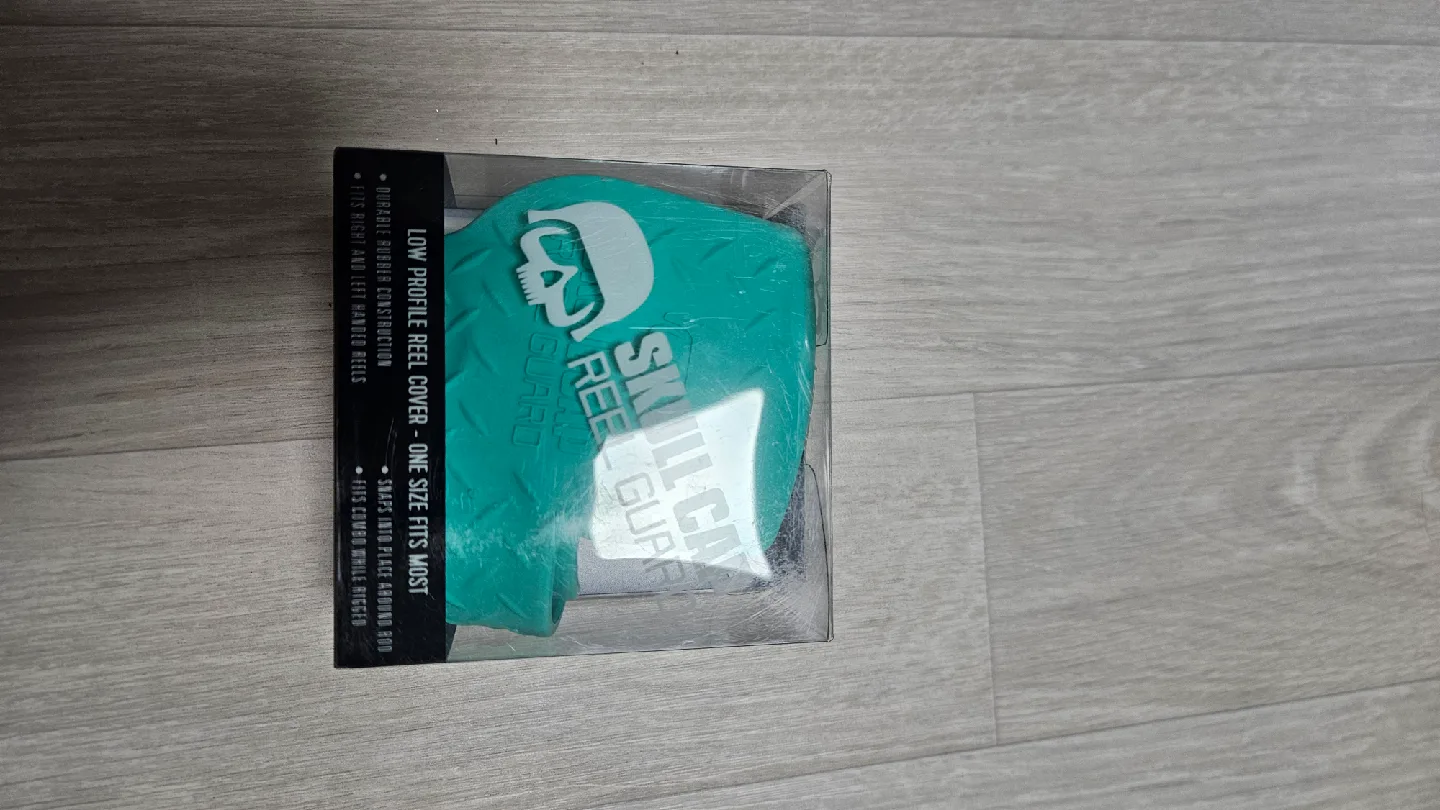 SKULL CAP
REEL GUARD
GUARD
LOW PROFILE REEL COVER - ONE SIZE FITS MOST
• DURABLE RUBBER CONSTRUCTION
• FITS RIGHT AND LEFT HANDED REELS
• SNAPS INTO PLACE AROUND ROD
• FITS COMBO WHILE RIGGED